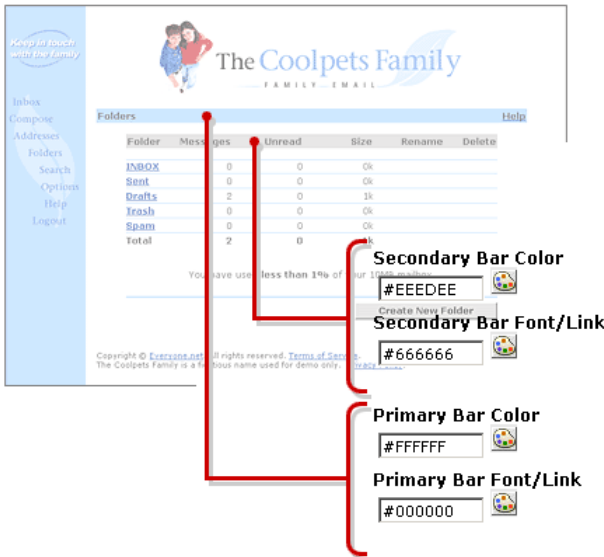 Keep in touch
with the family
The Coolpets Family
FAMILY EMAIL
Inbox
Compose
Addresses
Folders
Search
Options
Help
Logout
Folders Help
Folder Messages Unread Size Rename Delete
INBOX 0 0 0k
Sent 0 0 0k
Drafts 2 0 1k
Trash 0 0 0k
Spam 0 0 0k
Total 2 0 1k
You have used less than 1% of your 10MB mailbox.
Create New Folder
Copyright © Everyone.net. All rights reserved. Terms of Service.
The Coolpets Family is a fictitious name used for demo only. Privacy Policy.
Secondary Bar Color
#EEEDEE
Secondary Bar Font/Link
#666666
Primary Bar Color
#FFFFFF
Primary Bar Font/Link
#000000